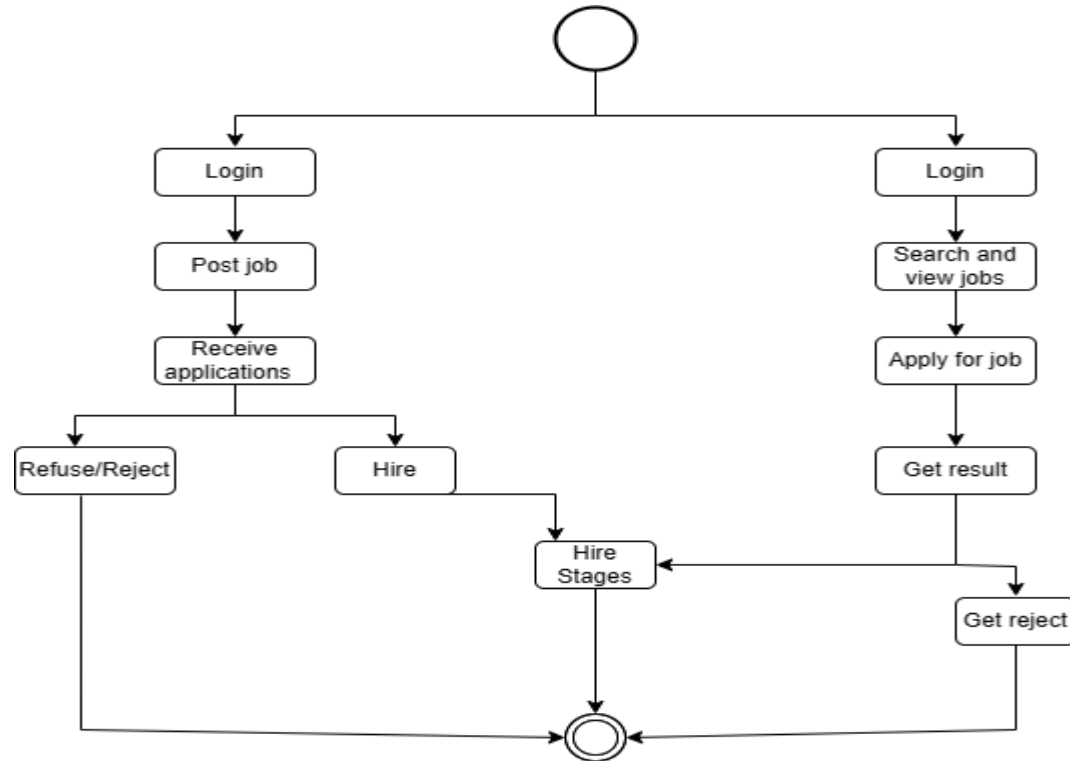 Login
Login
Post job
Search and
view jobs
Receive
applications
Apply for job
Refuse/Reject
Hire
Get result
Hire
Stages
Get reject